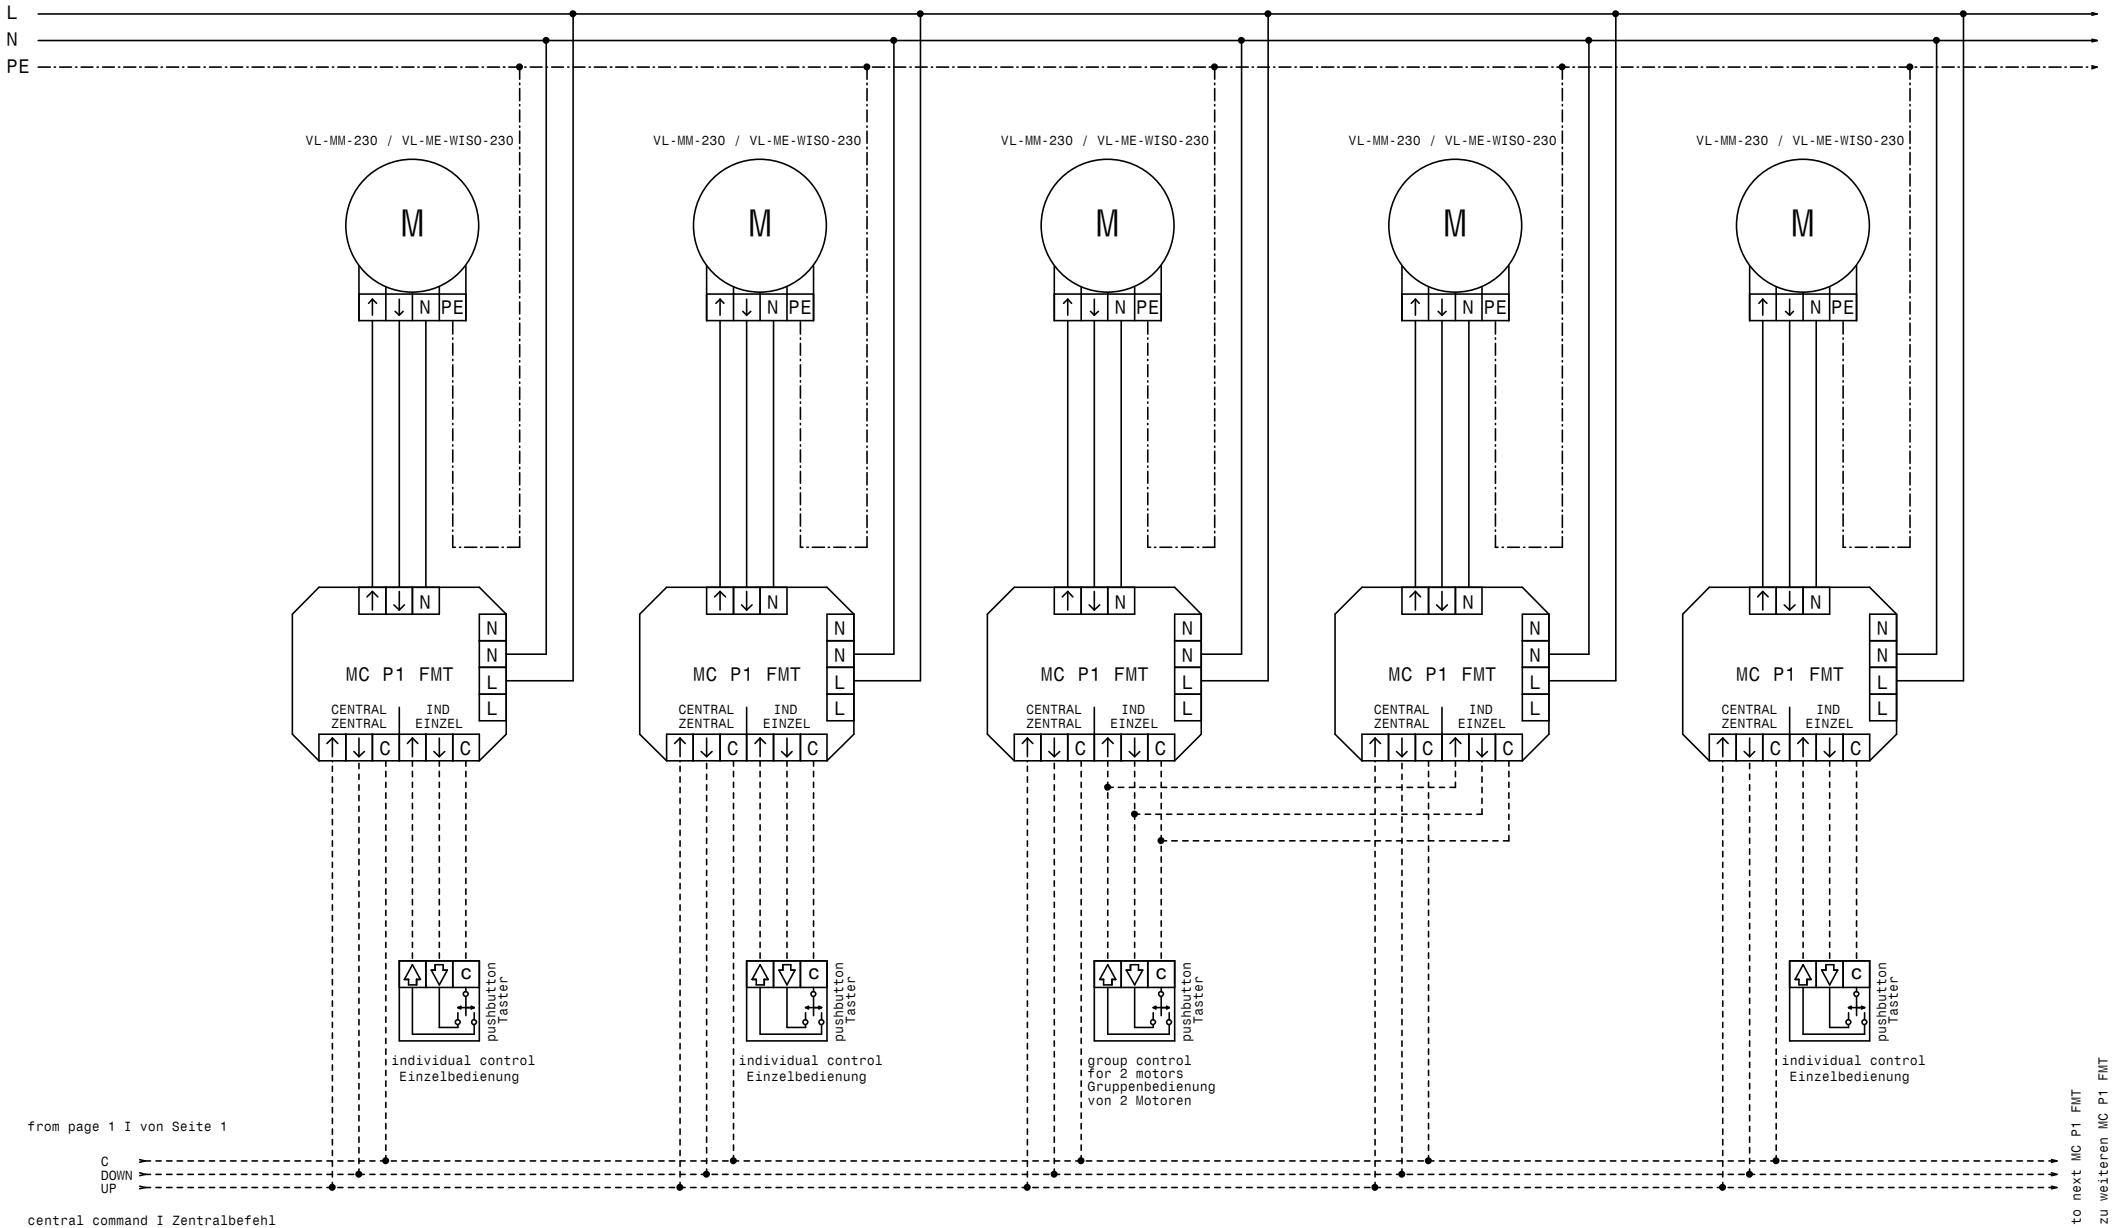 L
N
PE
VL-MM-230 / VL-ME-WISO-230
VL-MM-230 / VL-ME-WISO-230
VL-MM-230 / VL-ME-WISO-230
VL-MM-230 / VL-ME-WISO-230
VL-MM-230 / VL-ME-WISO-230
M
M
M
M
M
↑ ↓ N PE
↑ ↓ N PE
↑ ↓ N PE
↑ ↓ N PE
↑ ↓ N PE
↑ ↓ N
N
N
L
L
MC P1 FMT
CENTRAL
ZENTRAL
IND
EINZEL
↑ ↓ C ↑ ↓ C
↑ ↓ N
N
N
L
L
MC P1 FMT
CENTRAL
ZENTRAL
IND
EINZEL
↑ ↓ C ↑ ↓ C
↑ ↓ N
N
N
L
L
MC P1 FMT
CENTRAL
ZENTRAL
IND
EINZEL
↑ ↓ C ↑ ↓ C
↑ ↓ N
N
N
L
L
MC P1 FMT
CENTRAL
ZENTRAL
IND
EINZEL
↑ ↓ C ↑ ↓ C
↑ ↓ N
N
N
L
L
MC P1 FMT
CENTRAL
ZENTRAL
IND
EINZEL
↑ ↓ C ↑ ↓ C
C
pushbutton
Taster
individual control
Einzelbedienung
C
pushbutton
Taster
individual control
Einzelbedienung
C
pushbutton
Taster
group control
for 2 motors
Gruppenbedienung
von 2 Motoren
C
pushbutton
Taster
individual control
Einzelbedienung
from page 1 I von Seite 1
C
DOWN
UP
central command I Zentralbefehl
to next MC P1 FMT
zu weiteren MC P1 FMT